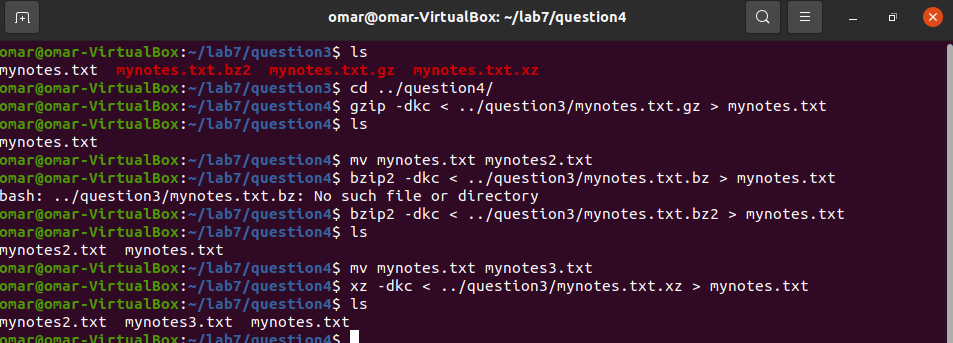 omar@omar-VirtualBox: ~/lab7/question4
omar@omar-VirtualBox:~/lab7/question3$ ls
mynotes.txt  mynotes.txt.bz2  mynotes.txt.gz  mynotes.txt.xz
omar@omar-VirtualBox:~/lab7/question3$ cd ../question4/
omar@omar-VirtualBox:~/lab7/question4$ gzip -dkc < ../question3/mynotes.txt.gz > mynotes.txt
omar@omar-VirtualBox:~/lab7/question4$ ls
mynotes.txt
omar@omar-VirtualBox:~/lab7/question4$ mv mynotes.txt mynotes2.txt
omar@omar-VirtualBox:~/lab7/question4$ bzip2 -dkc < ../question3/mynotes.txt.bz > mynotes.txt
bash: ../question3/mynotes.txt.bz: No such file or directory
omar@omar-VirtualBox:~/lab7/question4$ bzip2 -dkc < ../question3/mynotes.txt.bz2 > mynotes.txt
omar@omar-VirtualBox:~/lab7/question4$ ls
mynotes2.txt  mynotes.txt
omar@omar-VirtualBox:~/lab7/question4$ mv mynotes.txt mynotes3.txt
omar@omar-VirtualBox:~/lab7/question4$ xz -dkc < ../question3/mynotes.txt.xz > mynotes.txt
omar@omar-VirtualBox:~/lab7/question4$ ls
mynotes2.txt  mynotes3.txt  mynotes.txt
omar@omar-VirtualBox:~/lab7/question4$